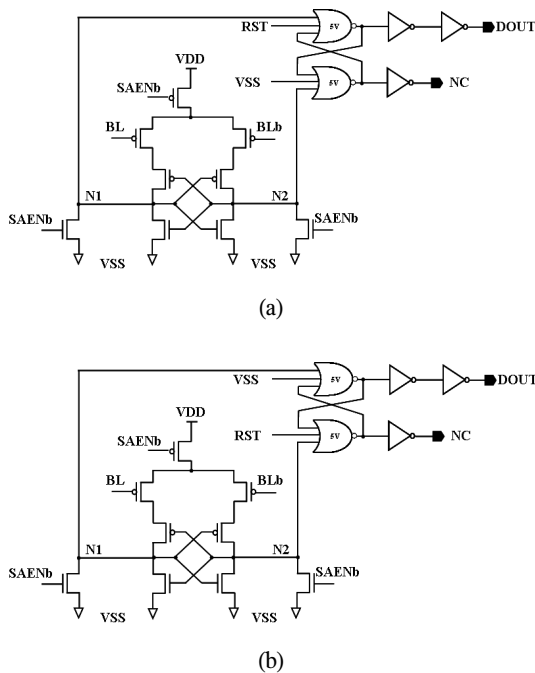 RST
5V
DOUT
VDD
SAENb
VSS
5V
NC
BL
BLb
N1
N2
SAENb
SAENb
VSS
VSS
(a)
VSS
5V
DOUT
VDD
SAENb
RST
5V
NC
BL
BLb
N1
N2
SAENb
SAENb
VSS
VSS
(b)